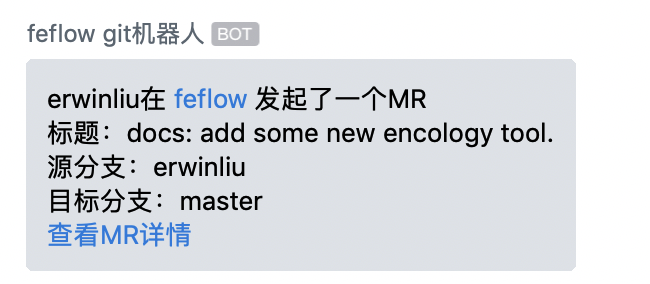 feflow git机器人 BOT
erwinliu在 feflow 发起了一个MR
标题：docs: add some new encology tool.
源分支：erwinliu
目标分支：master
查看MR详情